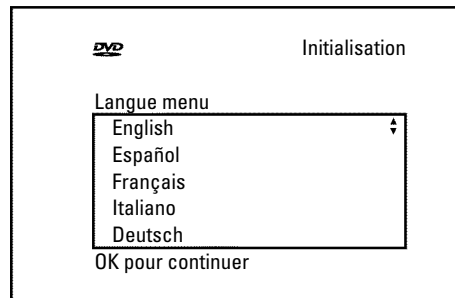 DVD
Initialisation
Langue menu
English
Español
Français
Italiano
Deutsch
OK pour continuer